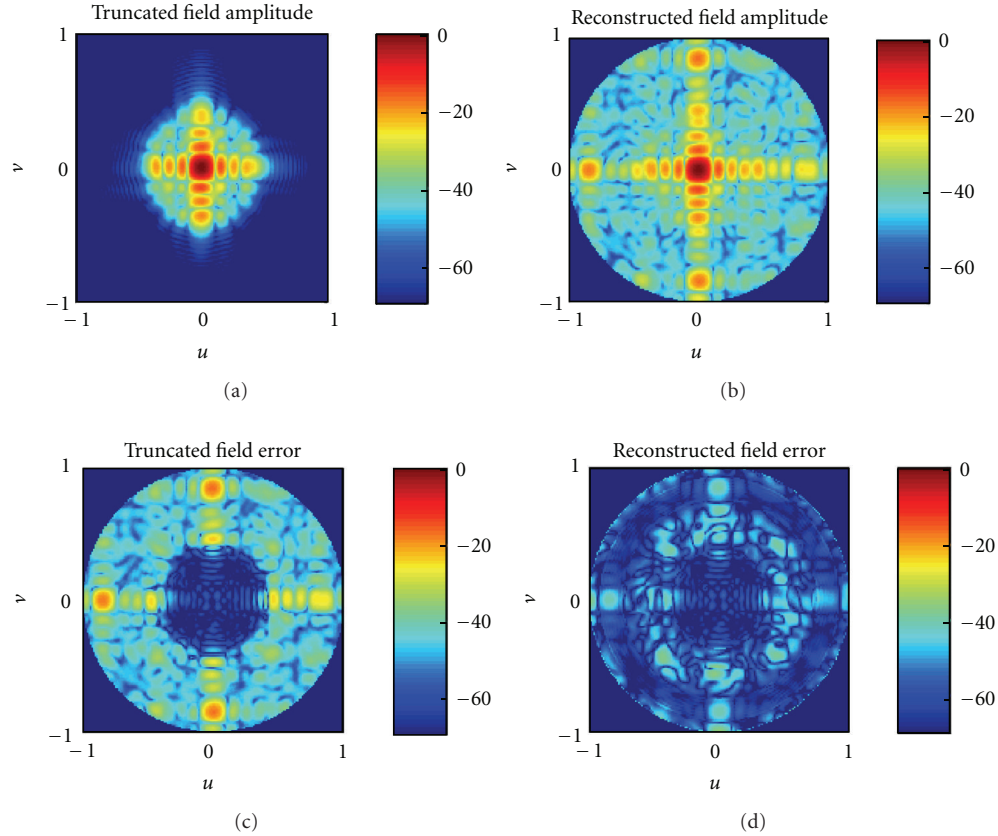 Truncated field amplitude
1
0
−1
v
−1
0
1
u
0
−20
−40
−60
(a)
Reconstructed field amplitude
1
0
−1
v
−1
0
1
u
0
−20
−40
−60
(b)
Truncated field error
1
0
−1
v
−1
0
1
u
0
−20
−40
−60
(c)
Reconstructed field error
1
0
−1
v
−1
0
1
u
0
−20
−40
−60
(d)